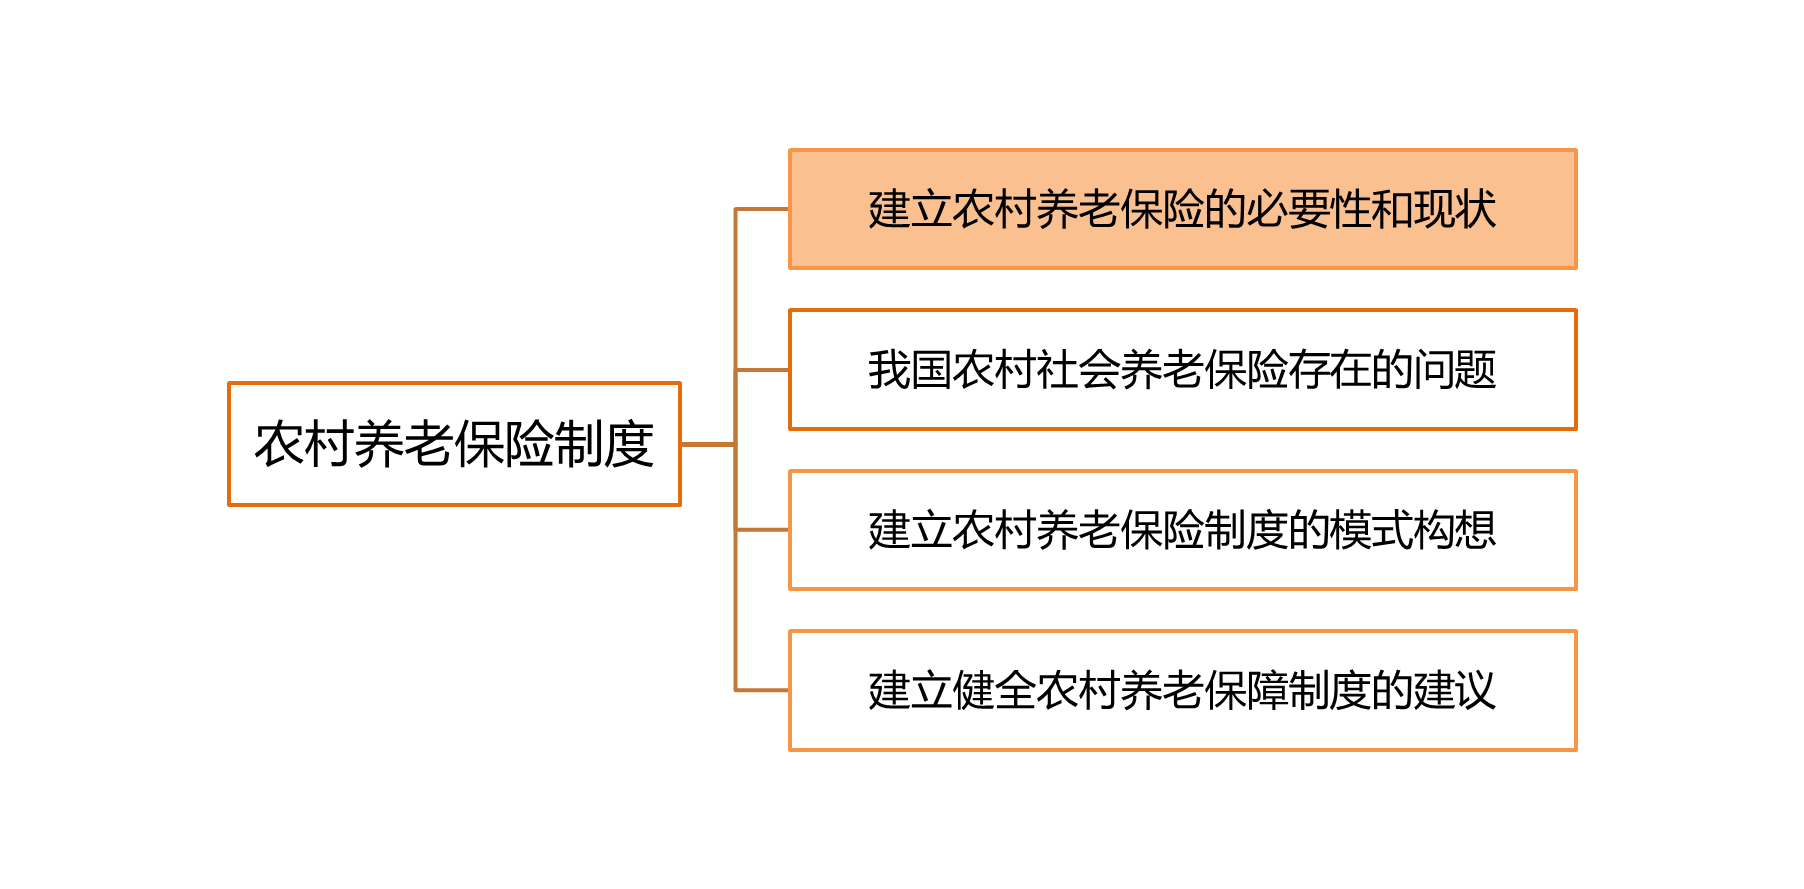 建立农村养老保险的必要性和现状
我国农村社会养老保险存在的问题
农村养老保险制度
建立农村养老保险制度的模式构想
建立健全农村养老保障制度的建议